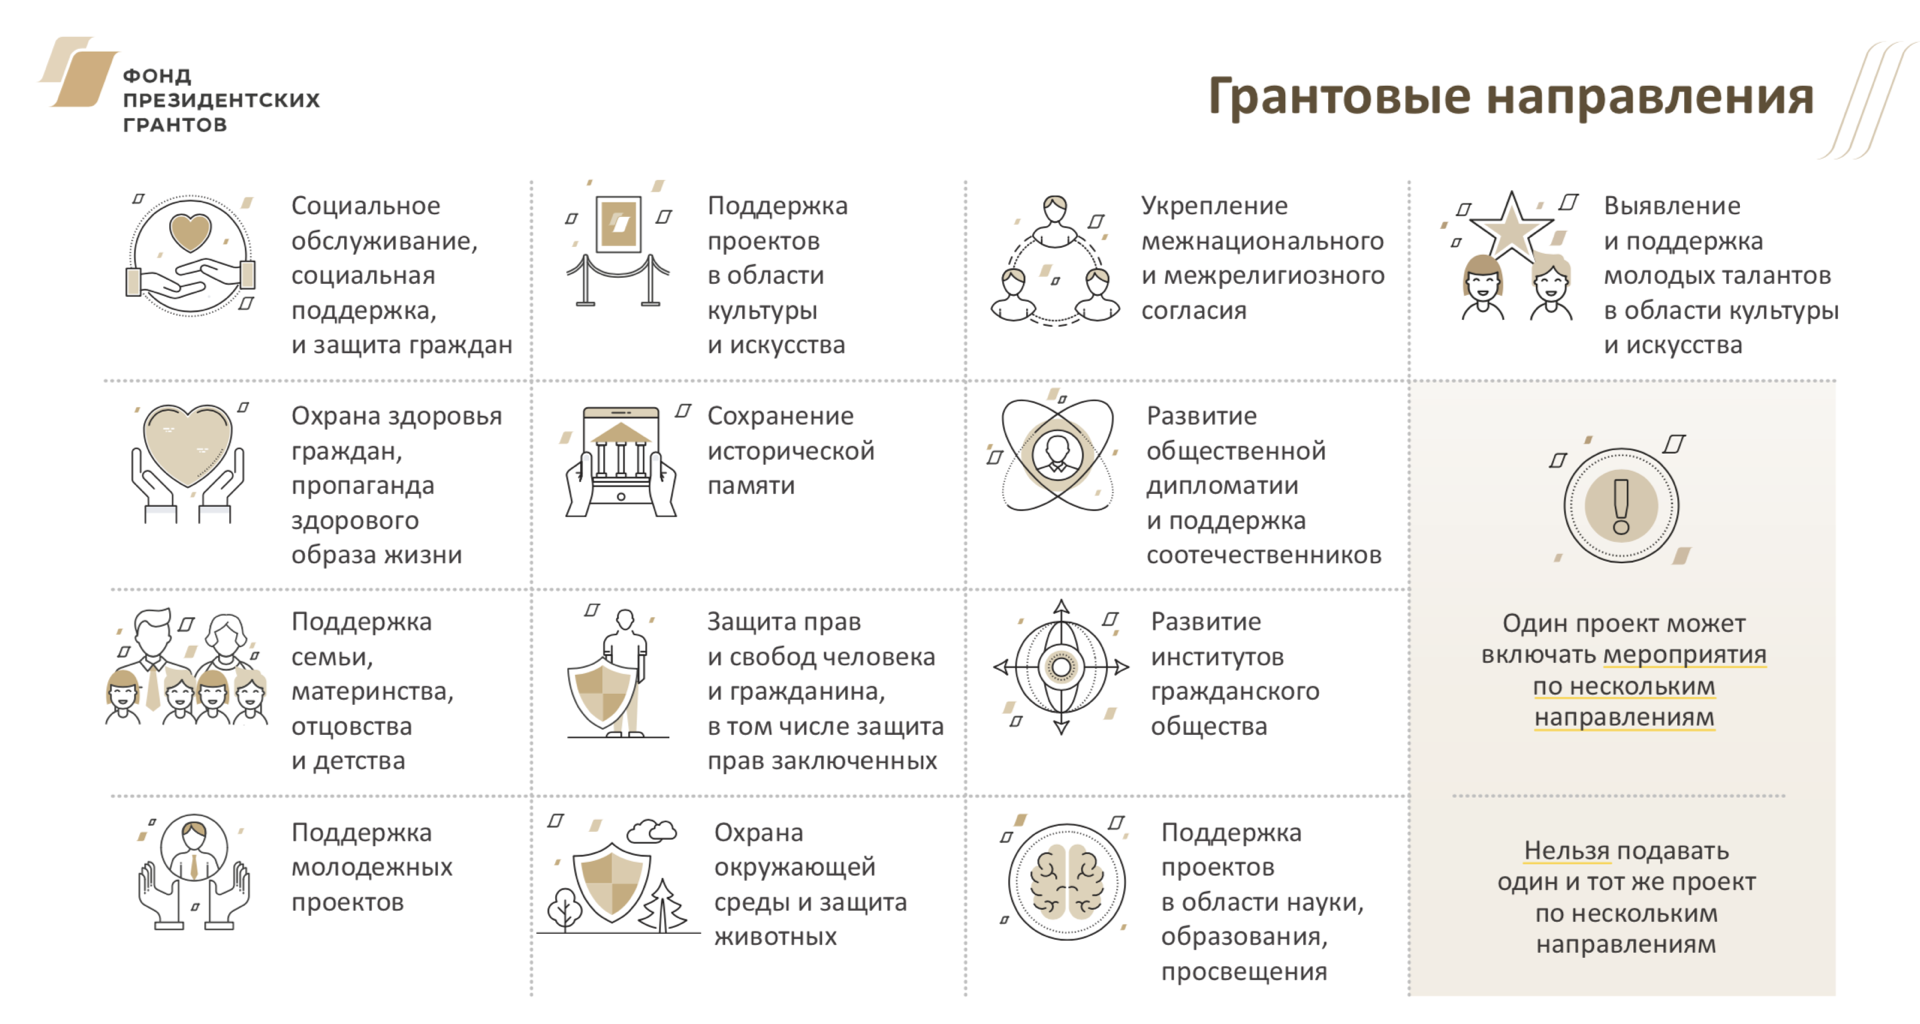 ФОНД
ПРЕЗИДЕНТСКИХ
ГРАНТОВ
Грантовые направления
Социальное
обслуживание,
социальная
поддержка,
и защита граждан
Поддержка
проектов
в области
культуры
и искусства
Укрепление
межнационального
и межрелигиозного
согласия
Выявление
и поддержка
молодых талантов
в области культуры
и искусства
Охрана здоровья
граждан,
пропаганда
здорового
образа жизни
Сохранение
исторической
памяти
Развитие
общественной
дипломатии
и поддержка
соотечественников
Поддержка
семьи,
материнства,
отцовства
и детства
Защита прав
и свобод человека
и гражданина,
в том числе защита
прав заключенных
Развитие
институтов
гражданского
общества
Один проект может
включать мероприятия
по нескольким
направлениям
Поддержка
молодежных
проектов
Охрана
окружающей
среды и защита
животных
Поддержка
проектов
в области науки,
образования,
просвещения
Нельзя подавать
один и тот же проект
по нескольким
направлениям